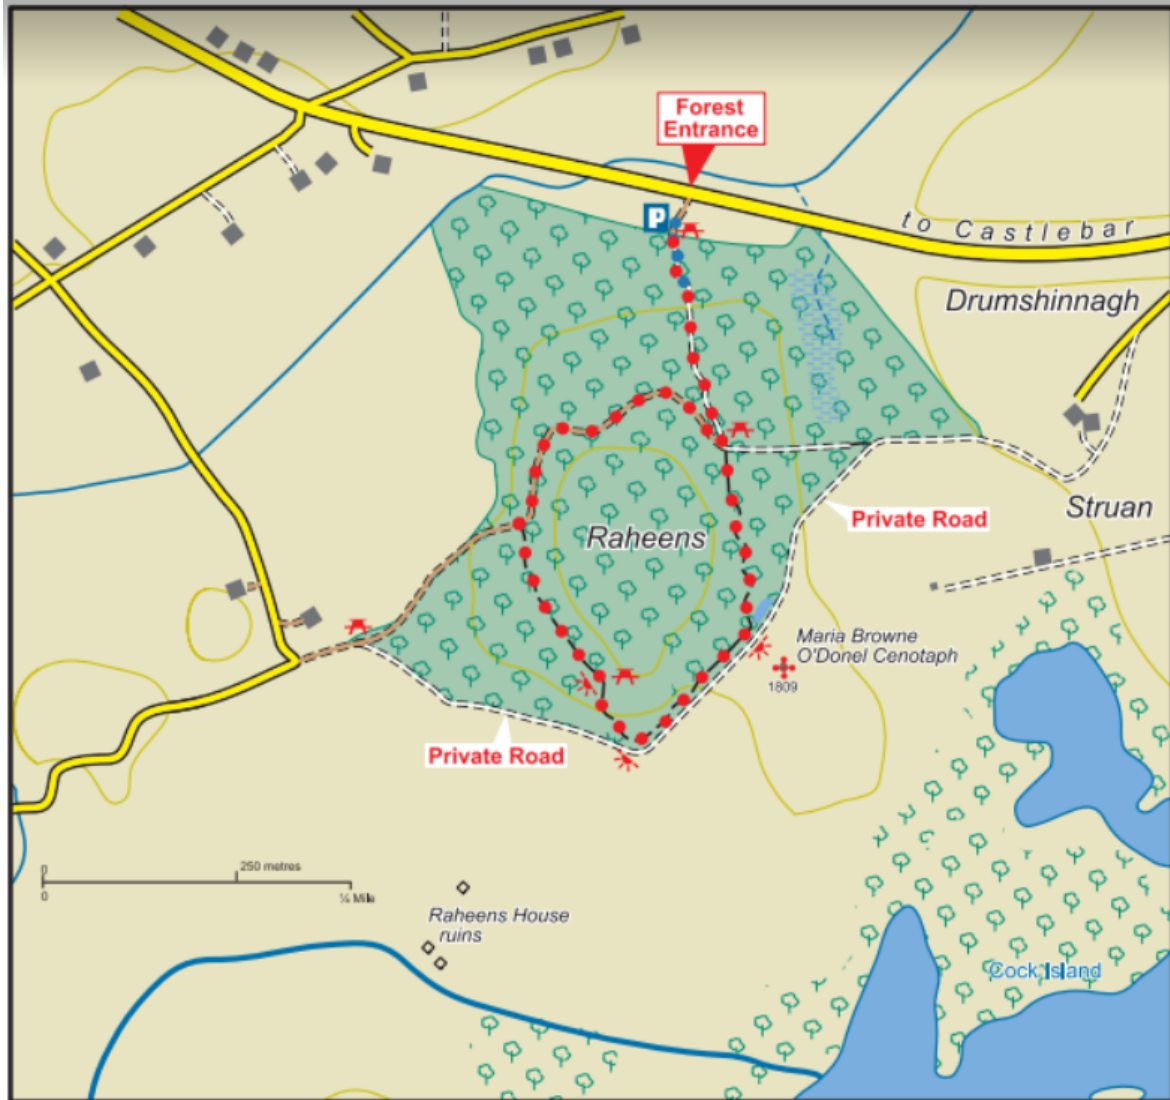 Forest
Entrance
P
to Castlebar
Drumshinnagh
Struan
Private Road
Raheens
Maria Browne
O'Donel Cenotaph
1809
Private Road
0
250 metres
0
¼ Mile
Raheens House
ruins
Cock Island